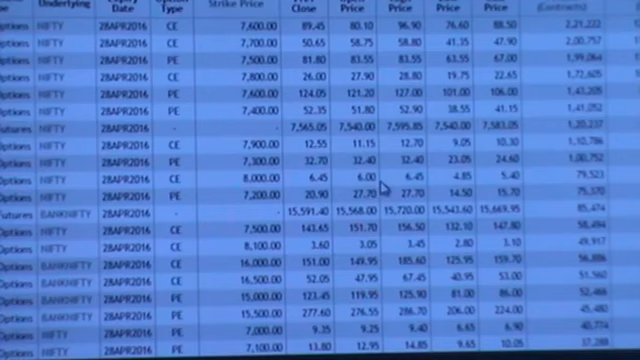 Underlying Expiry Date Option Type Strike Price Close (Contracts)
Options NIFTY 28APR2016 CE 7,600.00 89.45 80.10 96.90 76.60 88.50 2,21,222
Options NIFTY 28APR2016 CE 7,700.00 50.65 58.75 58.80 41.35 47.90 2,00,757
Options NIFTY 28APR2016 PE 7,500.00 81.80 83.55 83.55 63.55 67.00 1,99,064
Options NIFTY 28APR2016 CE 7,800.00 26.00 27.90 28.80 19.75 22.65 1,72,605
Options NIFTY 28APR2016 PE 7,600.00 124.05 121.20 127.00 101.00 106.00 1,43,205
Options NIFTY 28APR2016 PE 7,400.00 52.35 51.80 52.90 38.55 41.15 1,41,052
Futures NIFTY 28APR2016 - - 7,565.05 7,540.00 7,595.85 7,540.00 7,583.05 1,20,237
Options NIFTY 28APR2016 CE 7,900.00 12.55 11.15 12.70 9.05 10.30 1,10,786
Options NIFTY 28APR2016 PE 7,300.00 32.70 32.40 32.40 23.05 24.60 1,00,752
Options NIFTY 28APR2016 CE 8,000.00 6.45 6.00 6.45 4.85 5.40 79,523
Options NIFTY 28APR2016 PE 7,200.00 20.90 27.70 27.70 14.50 15.70 75,370
Futures BANKNIFTY 28APR2016 - - 15,591.40 15,568.00 15,720.00 15,543.60 15,669.95 85,474
Options NIFTY 28APR2016 CE 7,500.00 143.65 151.70 156.50 132.10 147.80 58,494
Options NIFTY 28APR2016 CE 8,100.00 3.60 3.05 3.45 2.80 3.10 49,917
Options BANKNIFTY 28APR2016 CE 16,000.00 151.00 149.95 185.60 125.95 159.70 56,886
Options BANKNIFTY 28APR2016 CE 16,500.00 52.05 47.95 67.45 40.95 53.00 51,960
Options BANKNIFTY 28APR2016 PE 15,000.00 123.45 119.95 125.90 81.00 86.00 52,466
Options BANKNIFTY 28APR2016 PE 15,500.00 277.60 276.55 286.70 206.00 224.00 45,480
Options NIFTY 28APR2016 PE 7,000.00 9.35 9.25 9.40 6.65 6.90 40,774
Options NIFTY 28APR2016 PE 7,100.00 13.80 12.95 14.85 9.65 10.05 37,288